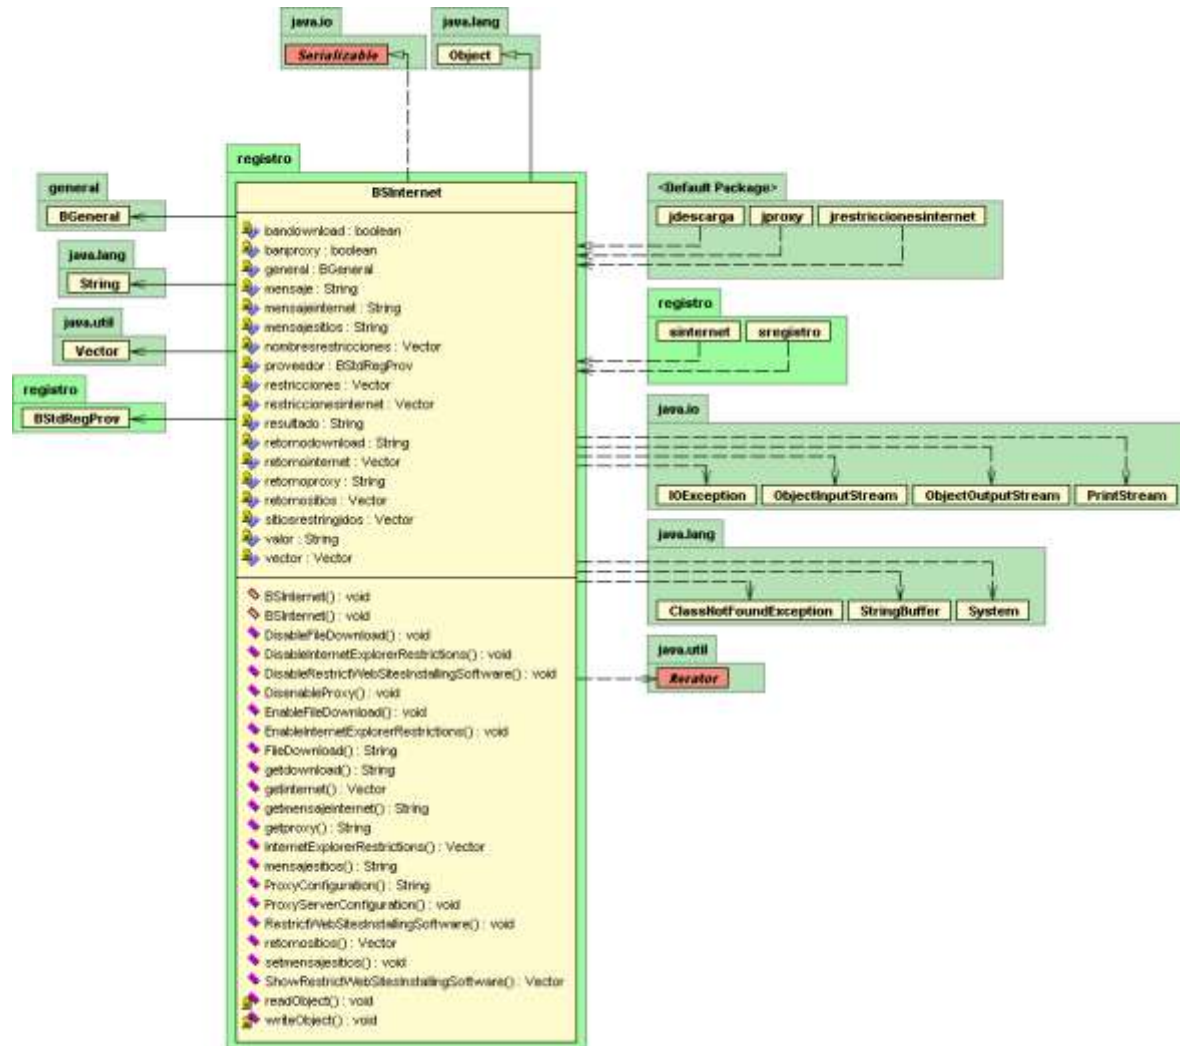 java.io
Serializable
java.lang
Object
general
BGeneral
java.lang
String
java.util
Vector
registro
BStdRegProv
registro
BSInternet
bandownload : boolean
banproxy : boolean
general : BGeneral
mensaje : String
mensajeinternet : String
mensajesitios : String
nombresrestricciones : Vector
proveedor : BStdRegProv
restricciones : Vector
restriccionesinternet : Vector
resultado : String
retornodownload : String
retornointernet : Vector
retornoproxy : String
retornositios : Vector
sitiosrestringidos : Vector
valor : String
vector : Vector
BSInternet() : void
BSInternet() : void
DisableFileDownload() : void
DisableInternetExplorerRestrictions() : void
DisableRestrictWebSitesInstallingSoftware() : void
DisenableProxy() : void
EnableFileDownload() : void
EnableInternetExplorerRestrictions() : void
FileDownload() : String
getdownload() : String
getinternet() : Vector
getmensajeinternet() : String
getproxy() : String
InternetExplorerRestrictions() : Vector
mensajesitios() : String
ProxyConfiguration() : String
ProxyServerConfiguration() : void
RestrictWebSitesInstallingSoftware() : void
retornositios() : Vector
setmensajesitios() : void
ShowRestrictWebSitesInstallingSoftware() : Vector
readObject() : void
writeObject() : void
<Default Package>
jdescarga jproxy jrestriccionesinternet
registro
sinternet sregistro
java.io
IOException ObjectInputStream ObjectOutputStream PrintStream
java.lang
ClassNotFoundException StringBuffer System
java.util
Iterator